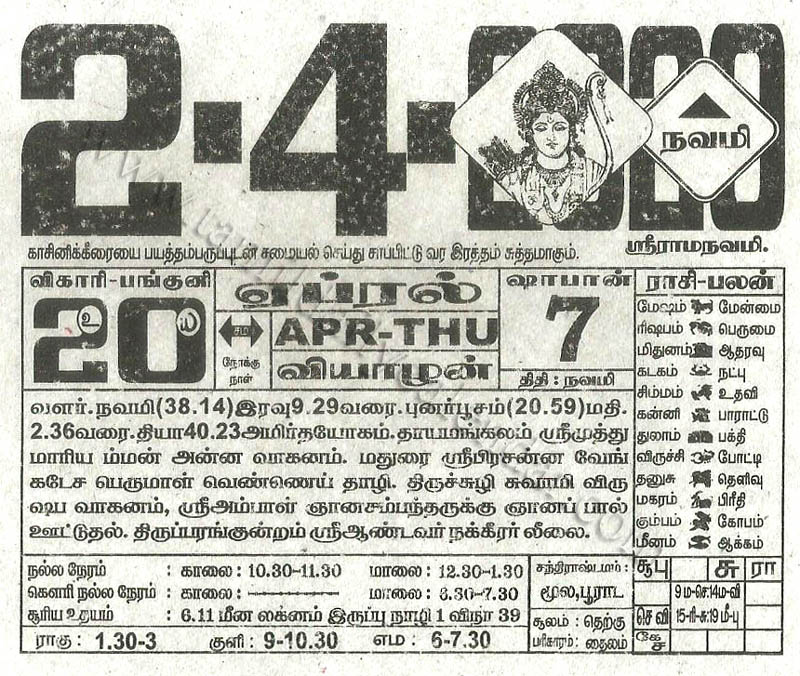 2-4-2020
நவமி
காசினிக்கீரையை பயத்தம்பருப்புடன் சமையல் செய்து சாப்பிட்டு வர இரத்தம் சுத்தமாகும்.
ஸ்ரீராமநவமி.
விகாரி-பங்குனி
20
உ ய
ஏப்ரல்
சம
நோக்கு
நாள்
APR-THU
வியாழன்
ஷாபான்
7
திதி : நவமி
ராசி-பலன்
மேஷம் மேன்மை
ரிஷபம் பெருமை
மிதுனம் ஆதரவு
கடகம் நட்பு
சிம்மம் உதவி
கன்னி பாராட்டு
துலாம் பக்தி
விருச்சி போட்டி
தனுசு தெளிவு
மகரம் பிரீதி
கும்பம் கோபம்
மீனம் ஆக்கம்
வளர்.நவமி(38.14)இரவு9.29வரை.புனர்பூசம்(20.59)மதி.
2.36வரை.தியா40.23அமிர்தயோகம்.தாயமங்கலம் ஸ்ரீமுத்து
மாரிய ம்மன் அன்ன வாகனம். மதுரை ஸ்ரீபிரசன்ன வேங்
கடேச பெருமாள் வெண்ணெய் தாழி. திருச்சுழி சுவாமி விரு
ஷப வாகனம், ஸ்ரீஅம்பாள் ஞானசம்பந்தருக்கு ஞானப் பால்
ஊட்டுதல். திருப்பரங்குன்றம் ஸ்ரீஆண்டவர் நக்கீரர் லீலை.
நல்ல நேரம் : காலை: 10.30-11.30 மாலை: 12.30-1.30
கௌரி நல்ல நேரம் : காலை: ---------- மாலை: 6.30-7.30
சூரிய உதயம் : 6.11 மீன லக்னம் இருப்பு நாழி 1 விநா 39
ராகு : 1.30-3 குளி : 9-10.30 எம : 6-7.30
சந்திராஷ்டமம் :
மூல,பூராட
சூலம் : தெற்கு
பரிகாரம் : தைலம்
சூ பு சு ரா
9 ம-செ:14ம-வி
செ வி 15-ரி-சு:19 மீ-பு